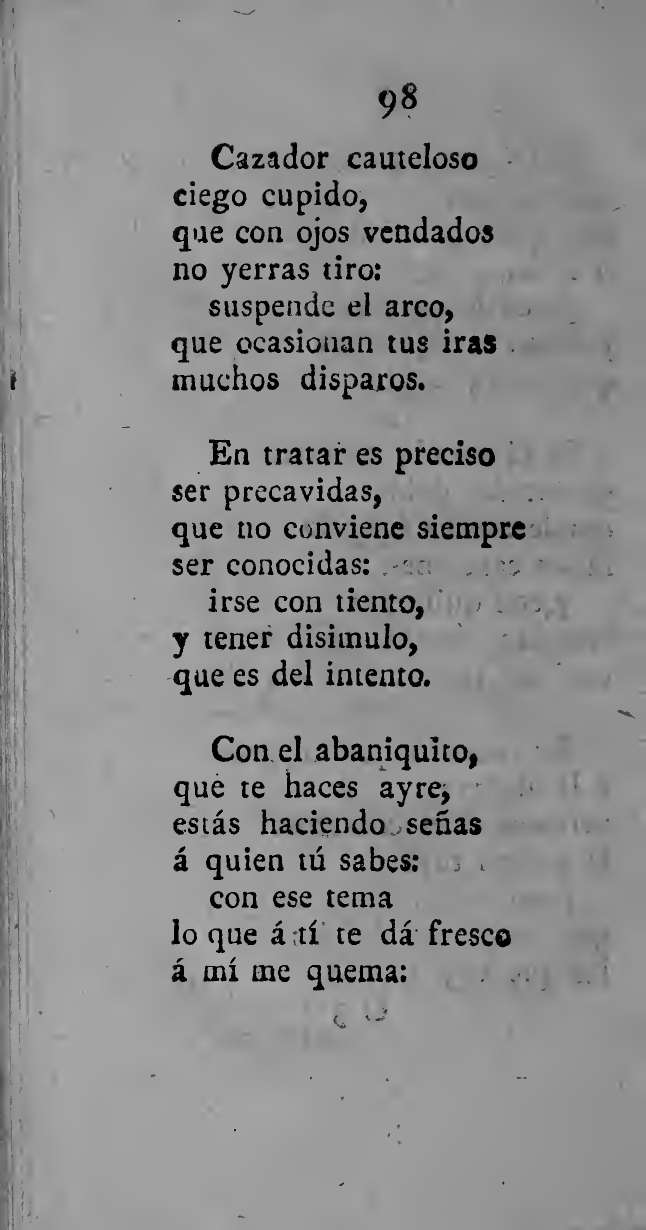 98
Cazador cauteloso
ciego cupido,
que con ojos vendados
no yerras tiro:
suspende el arco,
que ocasionan tus iras
muchos disparos.
En tratar es preciso
ser precavidas,
que no conviene siempre
ser conocidas:
irse con tiento,
y tener disimulo,
que es del intento.
Con el abaniquito,
que te haces ayre,
estás haciendo señas
á quien tú sabes:
con ese tema
lo que á tí te dá fresco
á mí me quema: